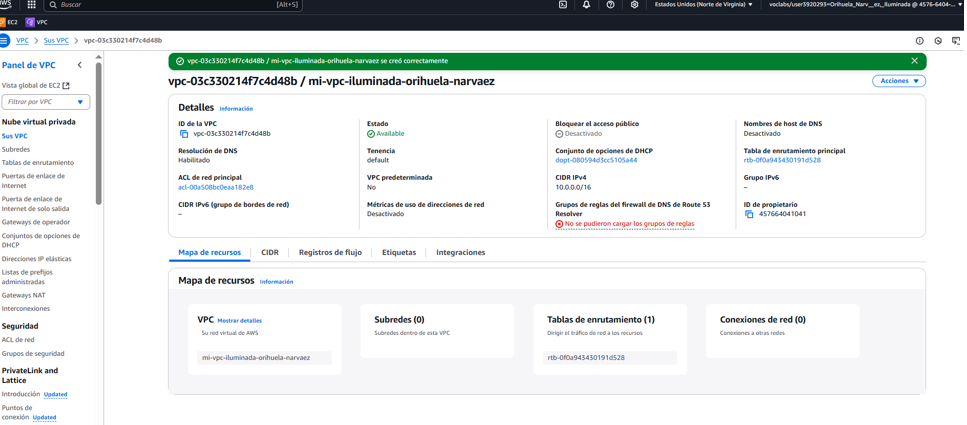 aws
Buscar
[Alt+S]
Estados Unidos (Norte de Virginia)
voclabs/user3920293=Orihuela_Narv__ez,_Iluminada @ 4576-6404-...
EC2
VPC
VPC > Sus VPC > vpc-03c330214f7c4d48b
Panel de VPC
Vista global de EC2
Filtrar por VPC
Nube virtual privada
Sus VPC
Subredes
Tablas de enrutamiento
Puertas de enlace de
Internet
Puerta de enlace de
Internet de solo salida
Gateways de operador
Conjuntos de opciones de
DHCP
Direcciones IP elásticas
Listas de prefijos
administradas
Gateways NAT
Interconexiones
Seguridad
ACL de red
Grupos de seguridad
PrivateLink and
Lattice
Introducción Updated
Puntos de
conexión Updated
vpc-03c330214f7c4d48b / mi-vpc-iluminada-orihuela-narvaez se creó correctamente
vpc-03c330214f7c4d48b / mi-vpc-iluminada-orihuela-narvaez
Acciones
Detalles Información
ID de la VPC
vpc-03c330214f7c4d48b
Estado
Available
Bloquear el acceso público
Desactivado
Nombres de host de DNS
Desactivado
Resolución de DNS
Habilitado
Tenencia
default
Conjunto de opciones de DHCP
dopt-080594d3cc5105a44
Tabla de enrutamiento principal
rtb-0f0a943430191d528
ACL de red principal
acl-00a508bc0eaa182e8
VPC predeterminada
No
CIDR IPv4
10.0.0.0/16
Grupo IPv6
–
CIDR IPv6 (grupo de bordes de red)
–
Métricas de uso de direcciones de red
Desactivado
Grupos de reglas del firewall de DNS de Route 53
Resolver
No se pudieron cargar los grupos de reglas
ID de propietario
457664041041
Mapa de recursos
CIDR
Registros de flujo
Etiquetas
Integraciones
Mapa de recursos Información
VPC Mostrar detalles
Su red virtual de AWS
mi-vpc-iluminada-orihuela-narvaez
Subredes (0)
Subredes dentro de esta VPC
Tablas de enrutamiento (1)
Dirigir el tráfico de red a los recursos
rtb-0f0a943430191d528
Conexiones de red (0)
Conexiones a otras redes